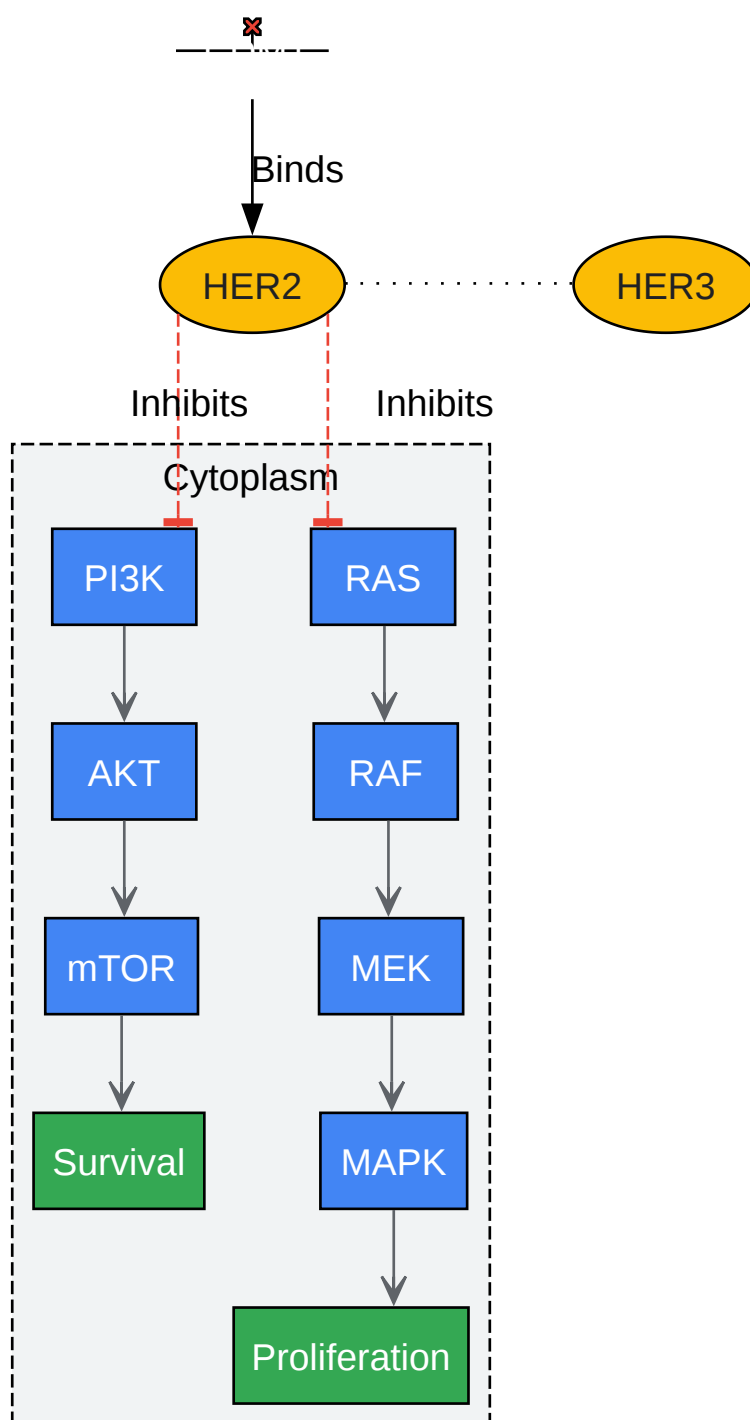 Binds
HER2
HER3
Inhibits
Inhibits
Cytoplasm
PI3K
RAS
AKT
RAF
mTOR
MEK
Survival
MAPK
Proliferation